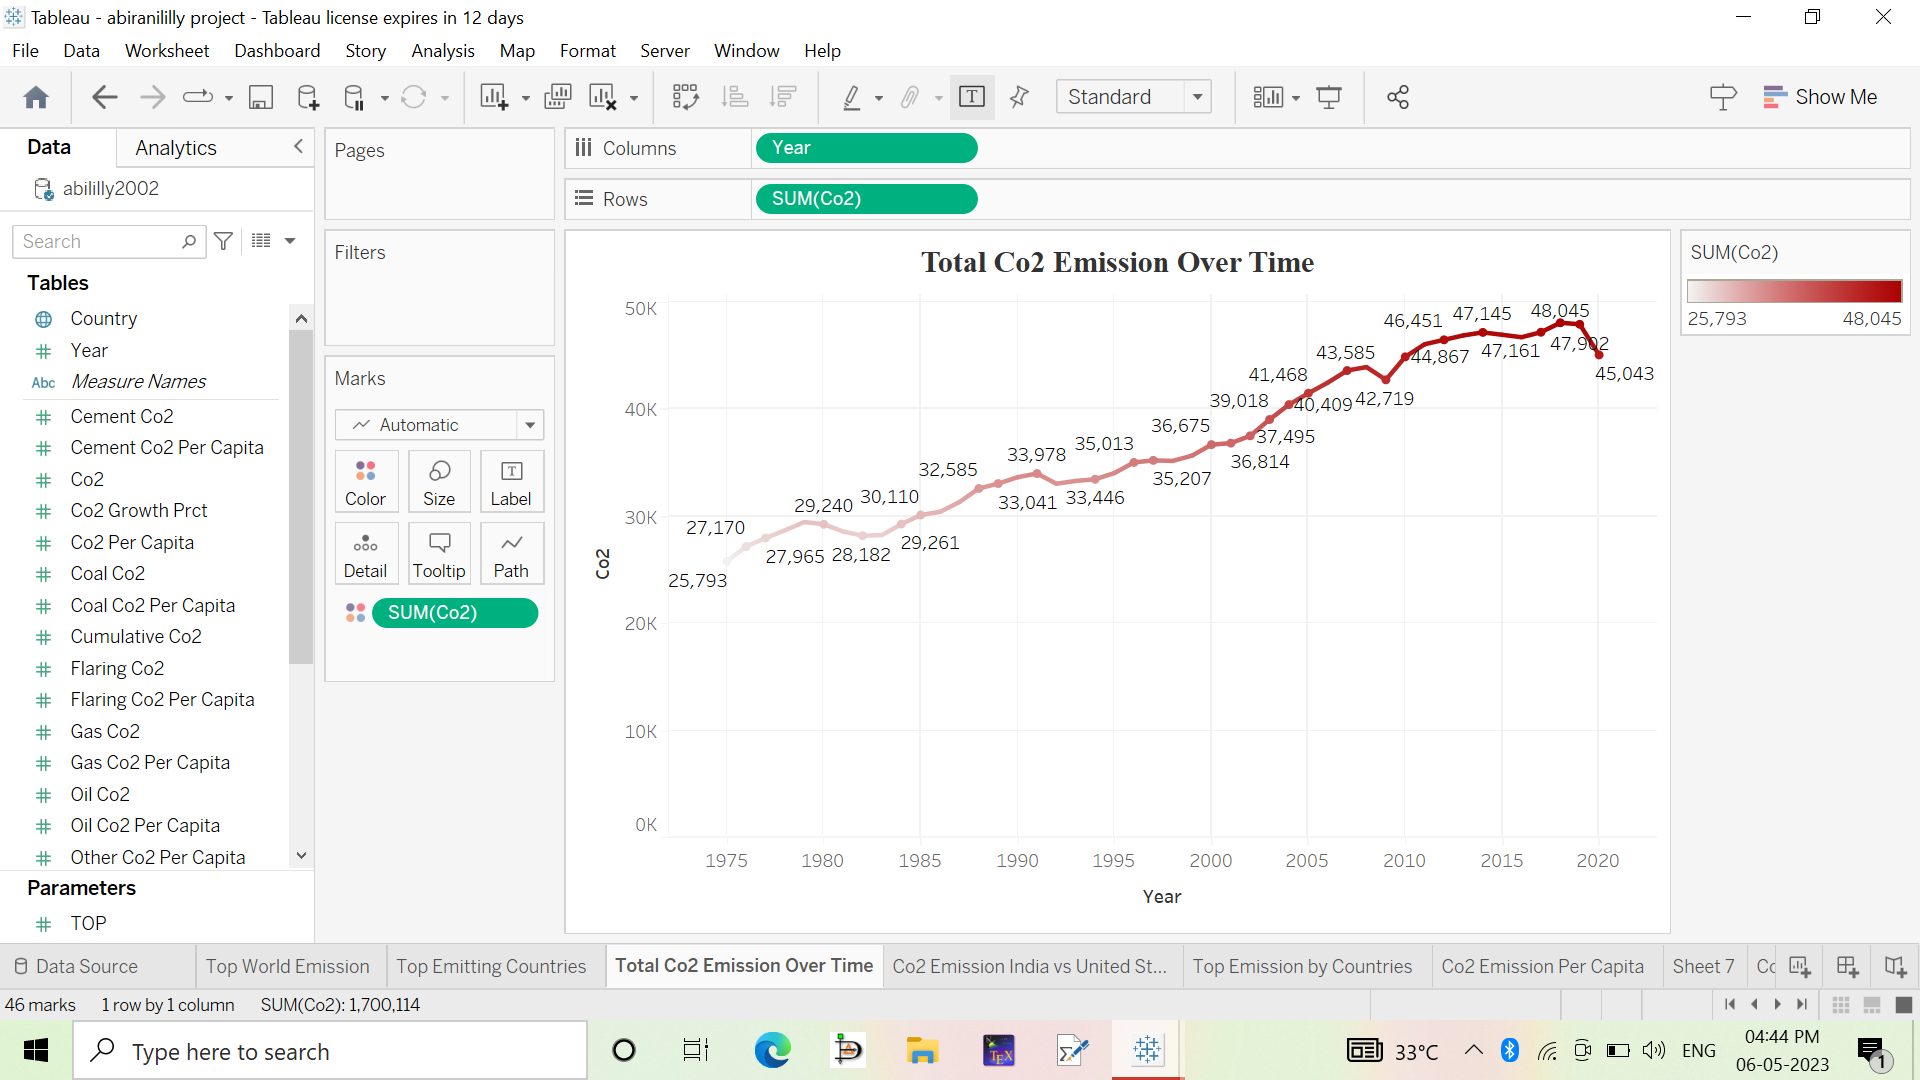 Tableau - abiranililly project - Tableau license expires in 12 days
File Data Worksheet Dashboard Story Analysis Map Format Server Window Help
Standard
Show Me
Data Analytics
abililly2002
Search
Tables
Country
Year
Abc Measure Names
Cement Co2
Cement Co2 Per Capita
Co2
Co2 Growth Prct
Co2 Per Capita
Coal Co2
Coal Co2 Per Capita
Cumulative Co2
Flaring Co2
Flaring Co2 Per Capita
Gas Co2
Gas Co2 Per Capita
Oil Co2
Oil Co2 Per Capita
Other Co2 Per Capita
Parameters
TOP
Pages
Filters
Marks
Automatic
Color Size Label
Detail Tooltip Path
SUM(Co2)
Columns Year
Rows SUM(Co2)
Total Co2 Emission Over Time
50K
40K
30K
20K
10K
0K
Co2
25,793
27,170
27,965
29,240
28,182
30,110
29,261
32,585
33,041
33,978
33,446
35,013
35,207
36,675
36,814
37,495
39,018
40,409
41,468
43,585
42,719
44,867
46,451
47,145
47,161
48,045
47,902
45,043
1975 1980 1985 1990 1995 2000 2005 2010 2015 2020
Year
SUM(Co2)
25,793 48,045
Data Source Top World Emission Top Emitting Countries Total Co2 Emission Over Time Co2 Emission India vs United St... Top Emission by Countries Co2 Emission Per Capita Sheet 7 Cc
46 marks 1 row by 1 column SUM(Co2): 1,700,114
Type here to search
TEX
33°C
ENG
04:44 PM
06-05-2023
1